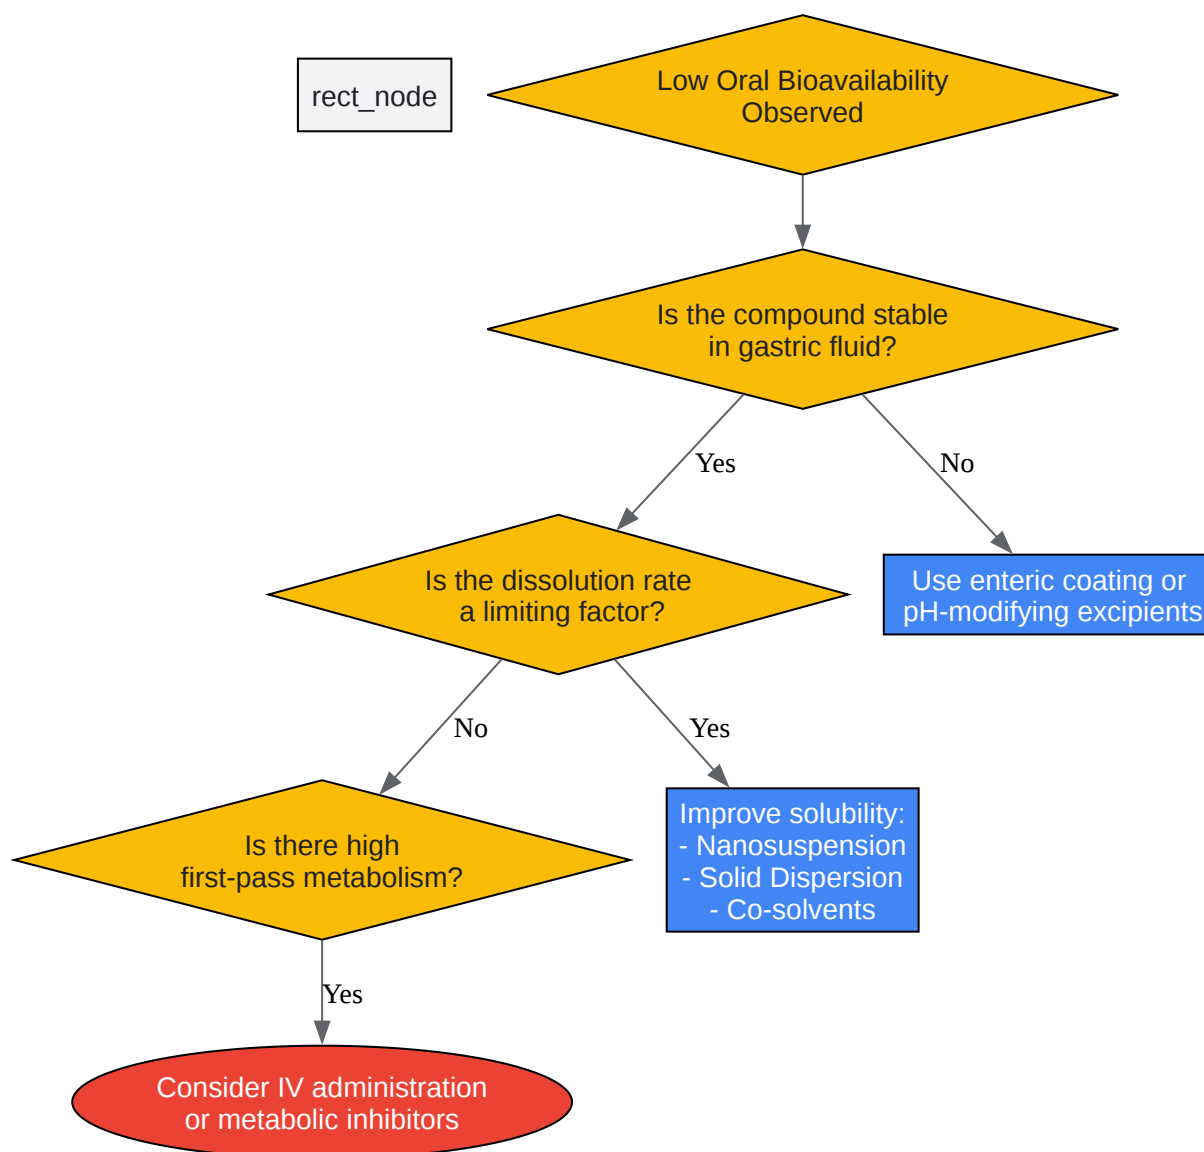 rect_node
Low Oral Bioavailability
Observed
Is the compound stable
in gastric fluid?
Yes
No
Is the dissolution rate
a limiting factor?
Use enteric coating or
pH-modifying excipients
No
Yes
Is there high
first-pass metabolism?
Improve solubility:
- Nanosuspension
- Solid Dispersion
- Co-solvents
Yes
Consider IV administration
or metabolic inhibitors